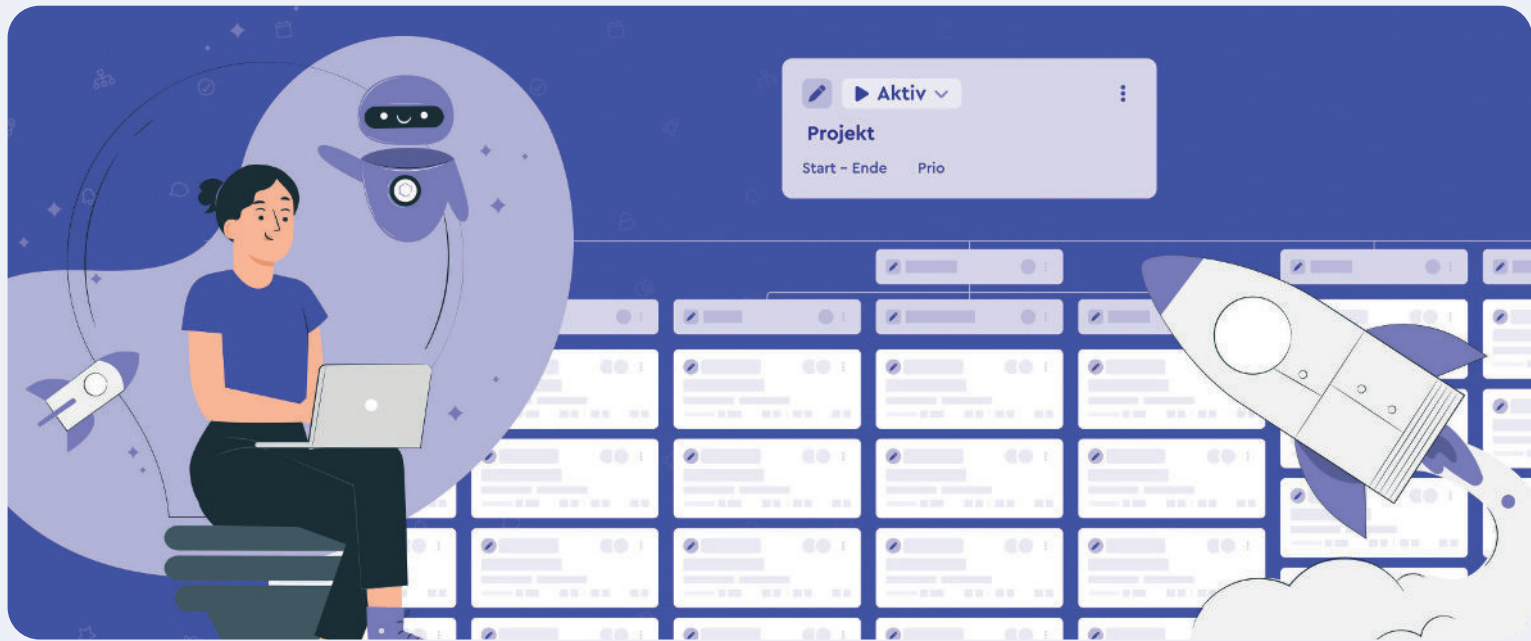 Aktiv
Projekt
Start – Ende Prio